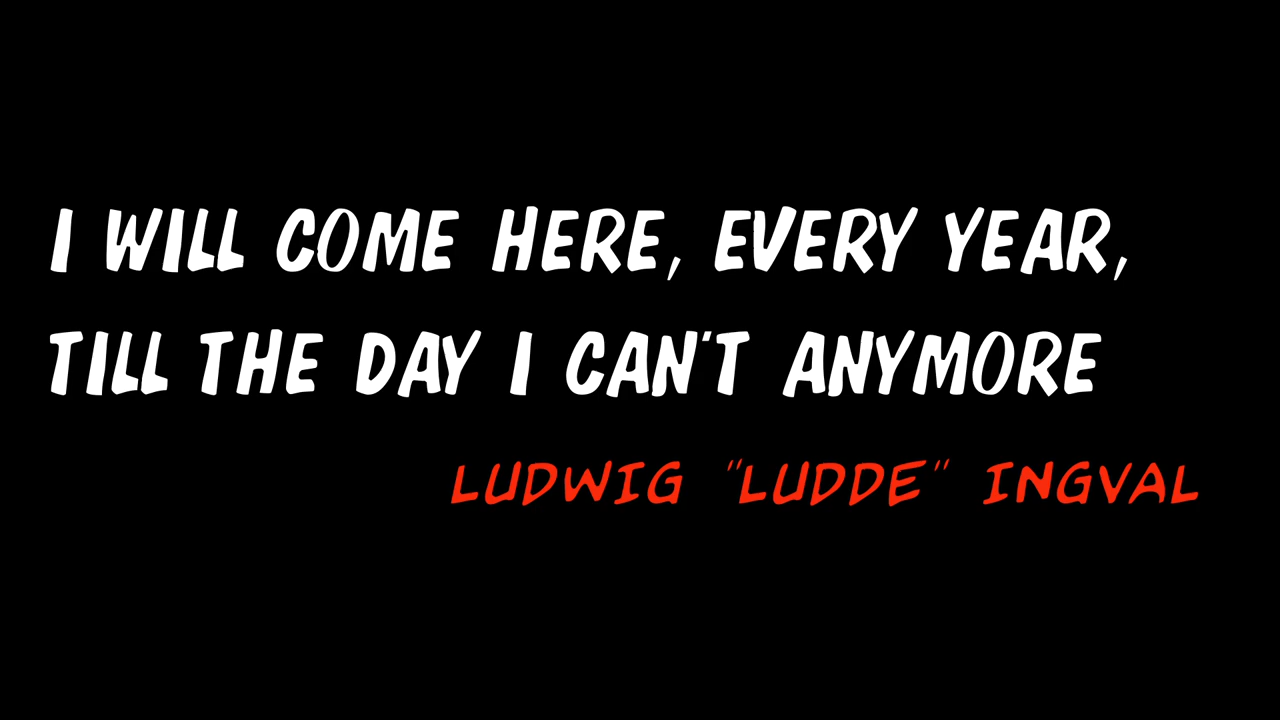 I WILL COME HERE, EVERY YEAR,
TILL THE DAY I CAN'T ANYMORE
LUDWIG "LUDDE" INGVAL